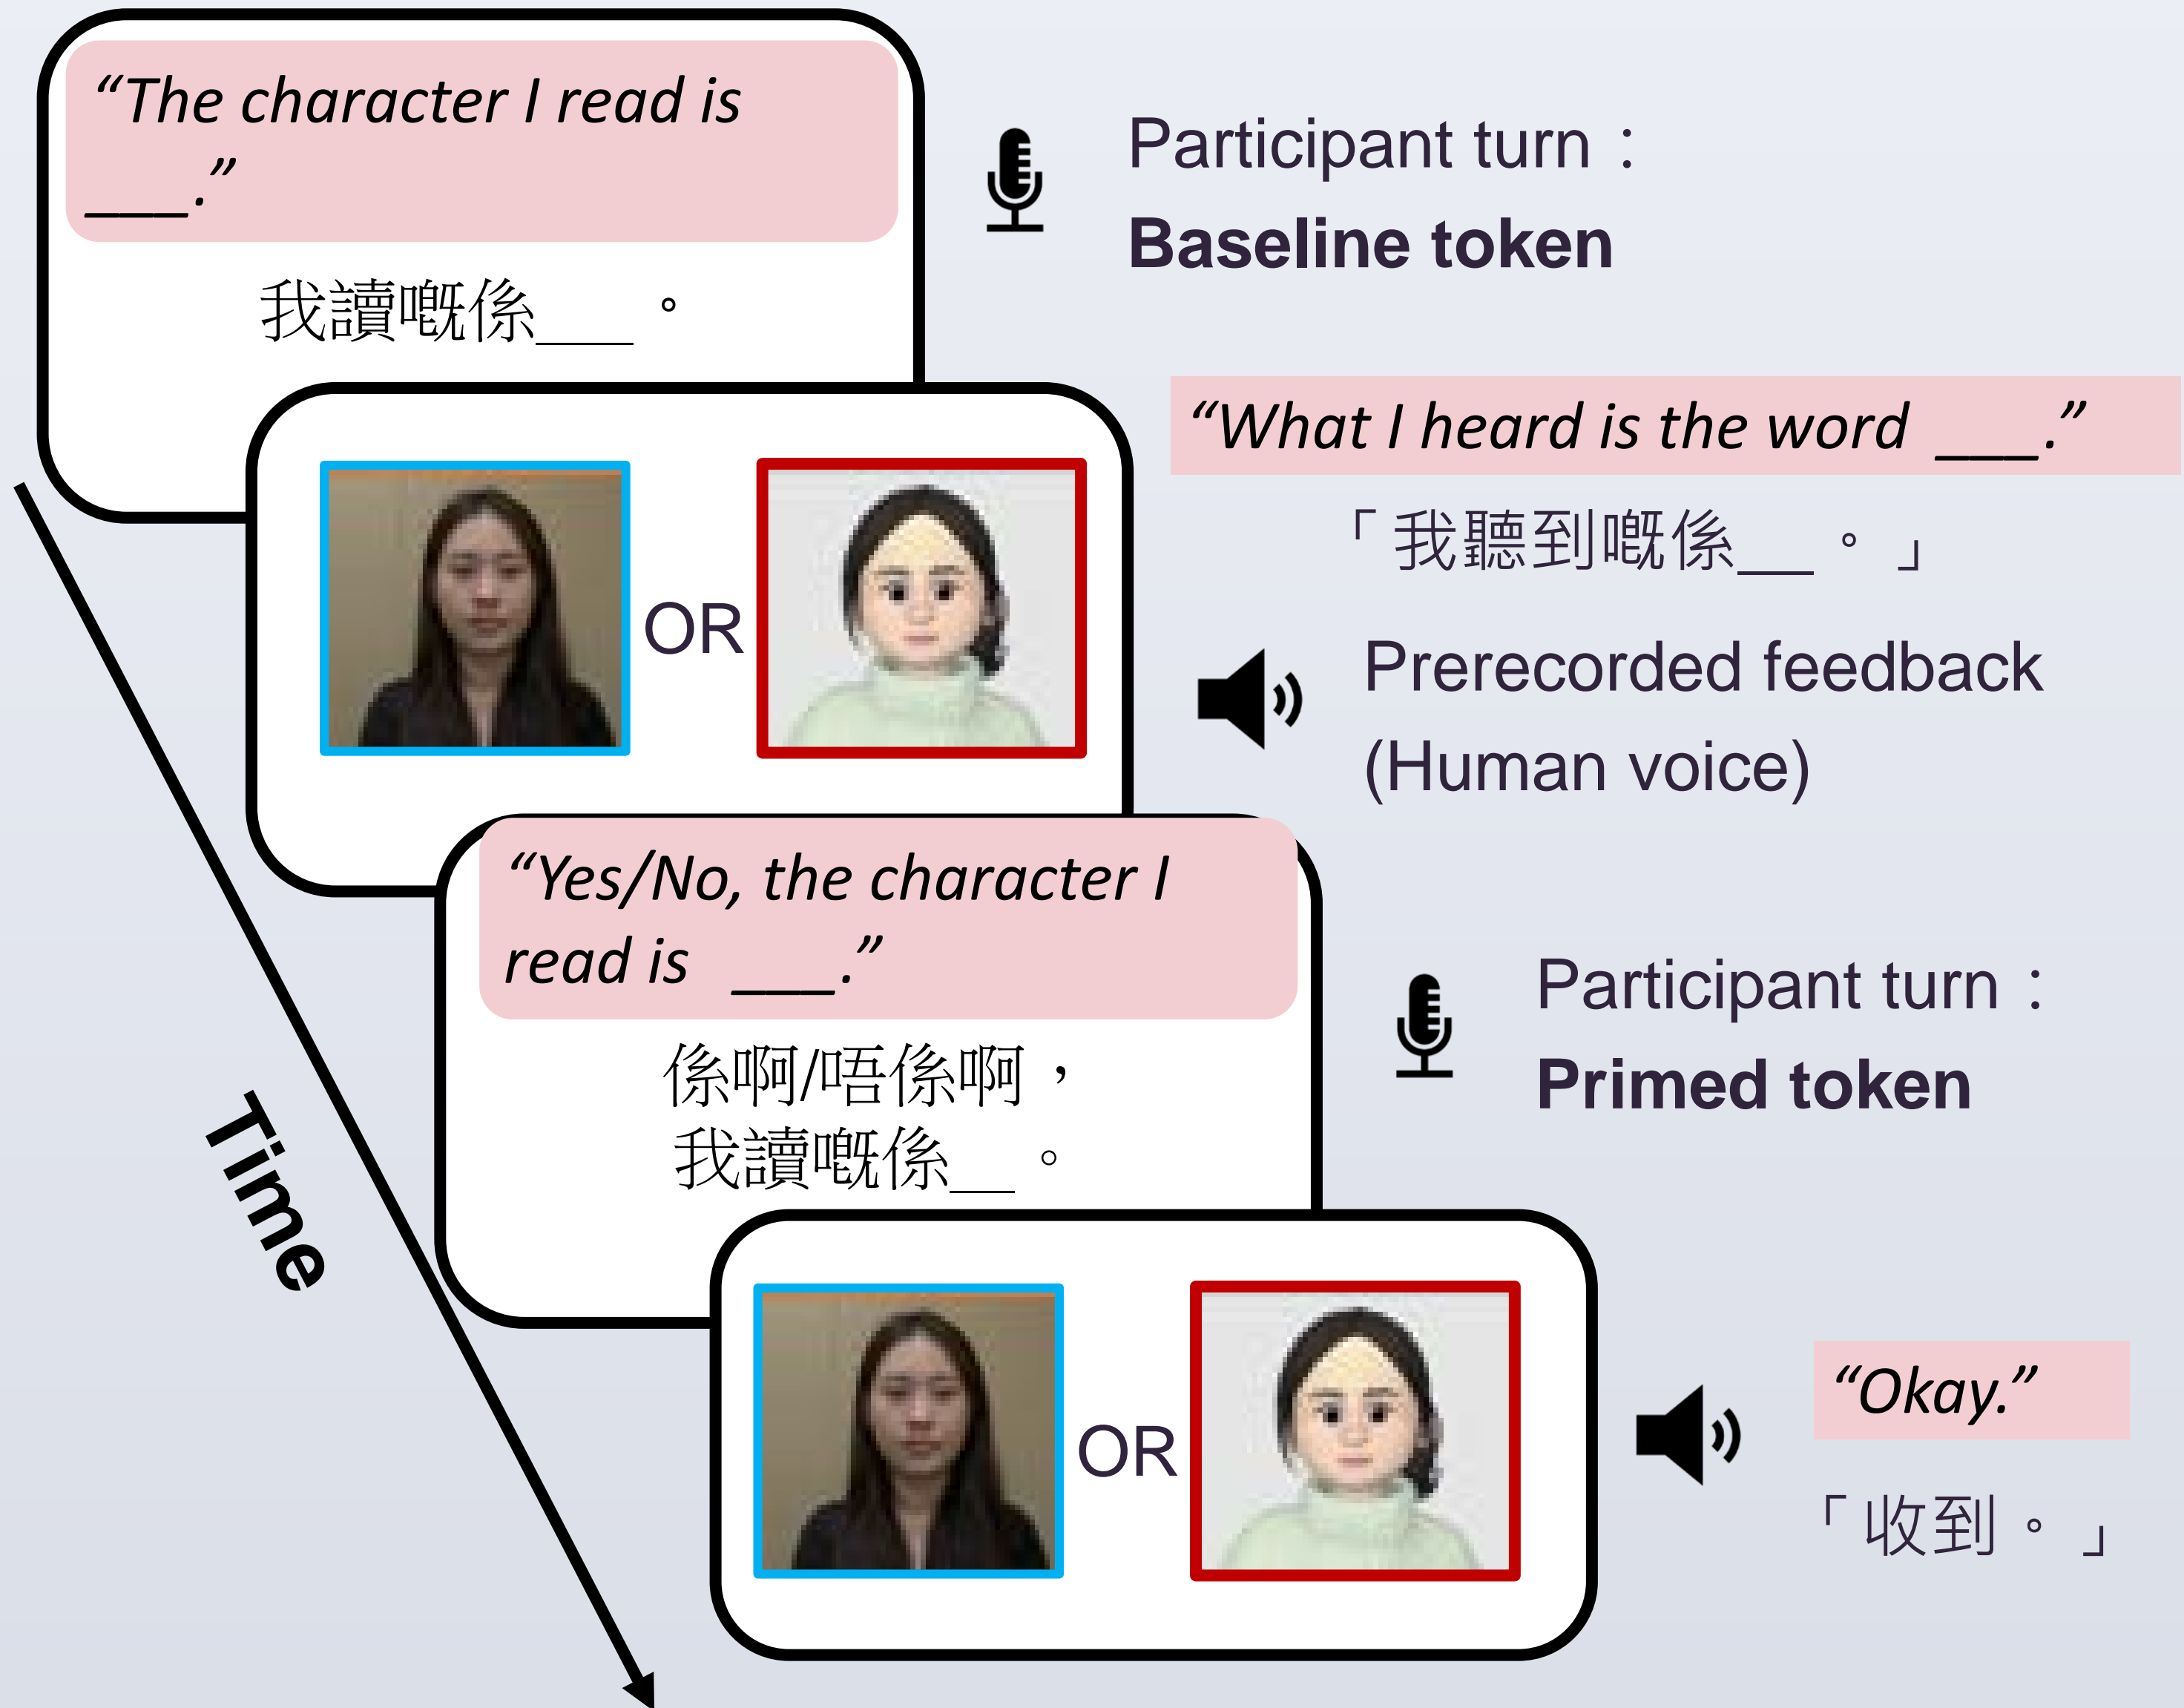 “The character I read is
___.”
我讀嘅係___。
Participant turn：
Baseline token
“What I heard is the word ___.”
「我聽到嘅係__。」
OR
Prerecorded feedback
(Human voice)
“Yes/No, the character I
read is ___.”
係啊/唔係啊，
我讀嘅係__。
Participant turn：
Primed token
Time
OR
“Okay.”
「收到。」